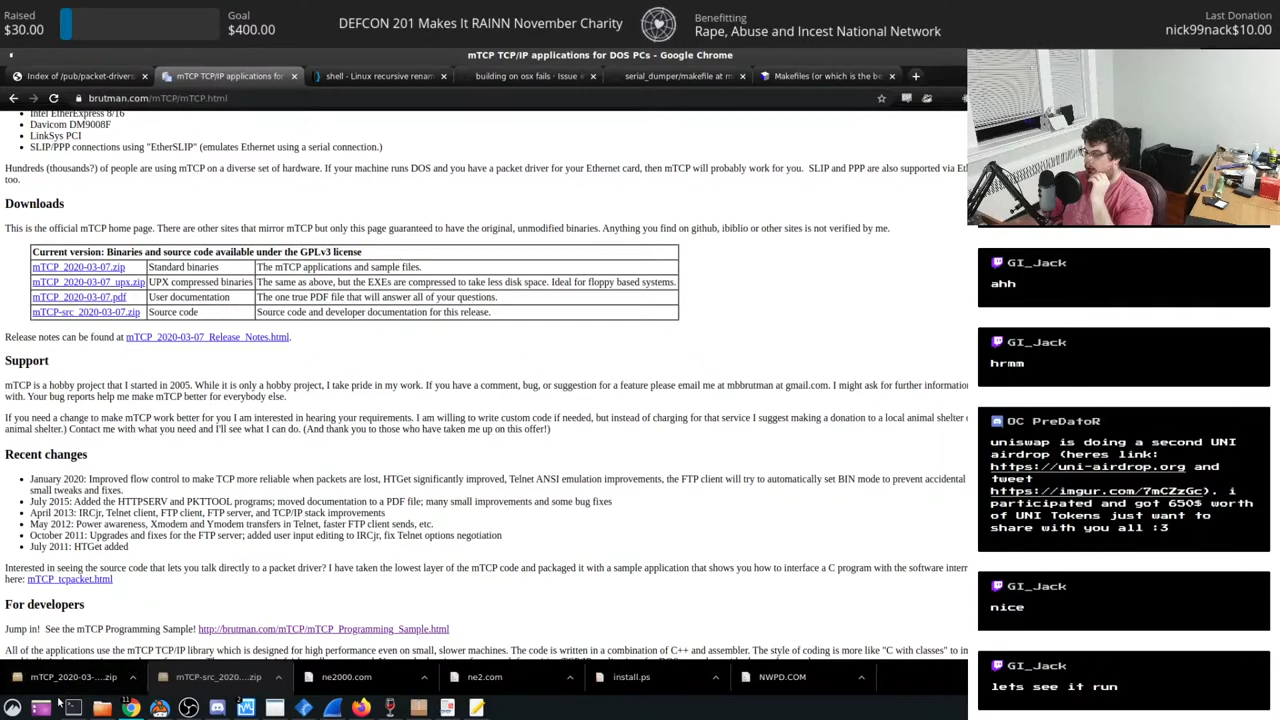 Raised
$30.00
Goal
$400.00
DEFCON 201 Makes It RAINN November Charity
Benefitting
Rape, Abuse and Incest National Network
Last Donation
nick99nack$10.00
mTCP TCP/IP applications for DOS PCs - Google Chrome
Index of /pub/packet-drivers
mTCP TCP/IP applications for
shell - Linux recursive renam
building on osx fails · Issue
serial_dumper/makefile at m
Makefiles (or which is the be
brutman.com/mTCP/mTCP.html
Intel EtherExpress 8/16
Davicom DM9008F
LinkSys PCI
SLIP/PPP connections using "EtherSLIP" (emulates Ethernet using a serial connection.)
Hundreds (thousands?) of people are using mTCP on a diverse set of hardware. If your machine runs DOS and you have a packet driver for your Ethernet card, then mTCP will probably work for you. SLIP and PPP are also supported via Eth
too.
Downloads
This is the official mTCP home page. There are other sites that mirror mTCP but only this page guaranteed to have the original, unmodified binaries. Anything you find on github, ibiblio or other sites is not verified by me.
Current version: Binaries and source code available under the GPLv3 license
mTCP_2020-03-07.zip Standard binaries The mTCP applications and sample files.
mTCP_2020-03-07_upx.zip UPX compressed binaries The same as above, but the EXEs are compressed to take less disk space. Ideal for floppy based systems.
mTCP_2020-03-07.pdf User documentation The one true PDF file that will answer all of your questions.
mTCP-src_2020-03-07.zip Source code Source code and developer documentation for this release.
Release notes can be found at mTCP_2020-03-07_Release_Notes.html.
Support
mTCP is a hobby project that I started in 2005. While it is only a hobby project, I take pride in my work. If you have a comment, bug, or suggestion for a feature please email me at mbbrutman at gmail.com. I might ask for further information
with. Your bug reports help me make mTCP better for everybody else.
If you need a change to make mTCP work better for you I am interested in hearing your requirements. I am willing to write custom code if needed, but instead of charging for that service I suggest making a donation to a local animal shelter
animal shelter.) Contact me with what you need and I'll see what I can do. (And thank you to those who have taken me up on this offer!)
Recent changes
January 2020: Improved flow control to make TCP more reliable when packets are lost, HTGet significantly improved, Telnet ANSI emulation improvements, the FTP client will try to automatically set BIN mode to prevent accidental
small tweaks and fixes.
July 2015: Added the HTTPSERV and PKTTOOL programs; moved documentation to a PDF file; many small improvements and some bug fixes
April 2013: IRCjr, Telnet client, FTP client, FTP server, and TCP/IP stack improvements
May 2012: Power awareness, Xmodem and Ymodem transfers in Telnet, faster FTP client sends, etc.
October 2011: Upgrades and fixes for the FTP server; added user input editing to IRCjr, fix Telnet options negotiation
July 2011: HTGet added
Interested in seeing the source code that lets you talk directly to a packet driver? I have taken the lowest layer of the mTCP code and packaged it with a sample application that shows you how to interface a C program with the software interr
here: mTCP_tcpacket.html
For developers
Jump in! See the mTCP Programming Sample! http://brutman.com/mTCP/mTCP_Programming_Sample.html
All of the applications use the mTCP TCP/IP library which is designed for high performance even on small, slower machines. The code is written in a combination of C++ and assembler. The style of coding is more like "C with classes" to
mTCP_2020-03-....zip
mTCP-src_2020....zip
ne2000.com
ne2.com
install.ps
NWPD.COM
11
2
GI_Jack
ahh
GI_Jack
hrmm
OC PreDatoR
uniswap is doing a second UNI
airdrop (heres link:
https://uni-airdrop.org and
tweet
https://imgur.com/7mCZzGc). i
participated and got 650$ worth
of UNI Tokens just want to
share with you all :3
GI_Jack
nice
GI_Jack
lets see it run